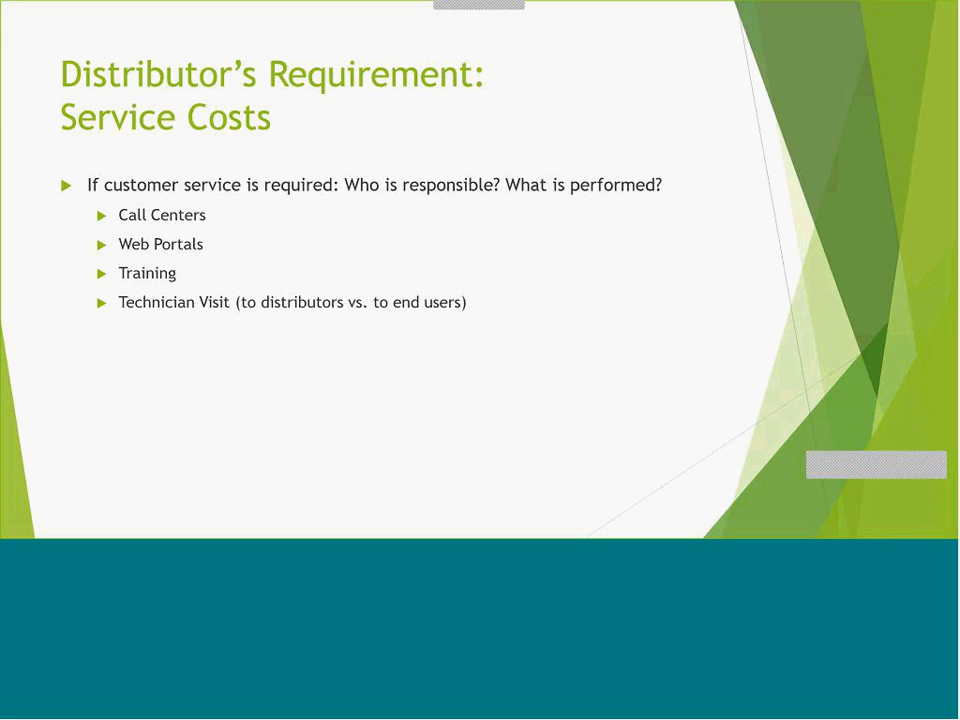 Distributor’s Requirement:
Service Costs
If customer service is required: Who is responsible? What is performed?
Call Centers
Web Portals
Training
Technician Visit (to distributors vs. to end users)